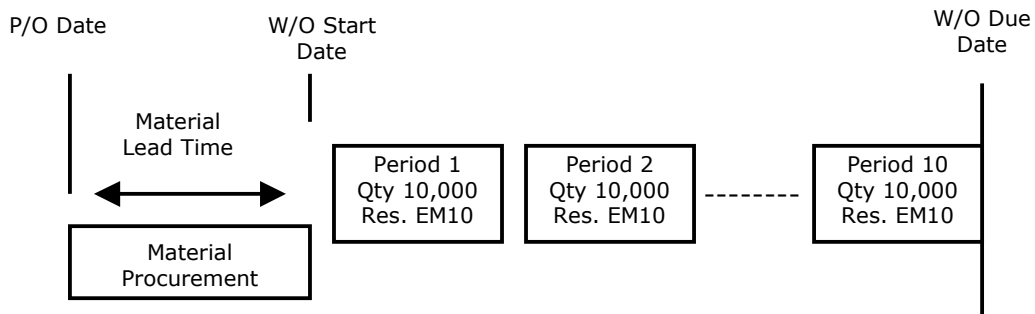 P/O Date
W/O Start
Date
W/O Due
Date
Material
Lead Time
Material
Procurement
Period 1
Qty 10,000
Res. EM10
Period 2
Qty 10,000
Res. EM10
Period 10
Qty 10,000
Res. EM10